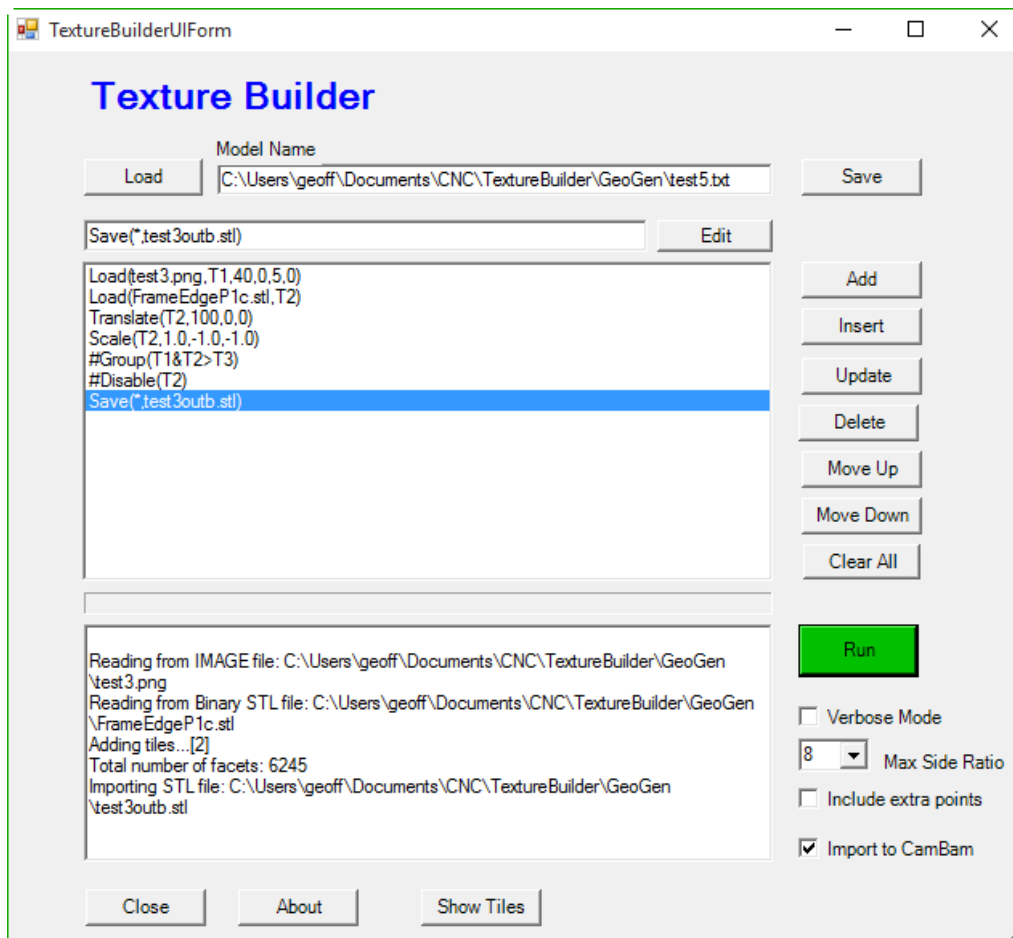 TextureBuilderUIForm
Texture Builder
Model Name
Load
C:\Users\geoff\Documents\CNC\TextureBuilder\GeoGen\test5.txt
Save
Save(*,test3outb.stl)
Edit
Load(test3.png,T1,40,0,5,0)
Load(FrameEdgeP1c.stl,T2)
Translate(T2,100,0,0)
Scale(T2,1.0,-1.0,-1.0)
#Group(T1&T2>T3)
#Disable(T2)
Save(*,test3outb.stl)
Add
Insert
Update
Delete
Move Up
Move Down
Clear All
Reading from IMAGE file: C:\Users\geoff\Documents\CNC\TextureBuilder\GeoGen
\test3.png
Reading from Binary STL file: C:\Users\geoff\Documents\CNC\TextureBuilder\GeoGen
\FrameEdgeP1c.stl
Adding tiles...[2]
Total number of facets: 6245
Importing STL file: C:\Users\geoff\Documents\CNC\TextureBuilder\GeoGen
\test3outb.stl
Run
Verbose Mode
8
Max Side Ratio
Include extra points
Import to CamBam
Close
About
Show Tiles